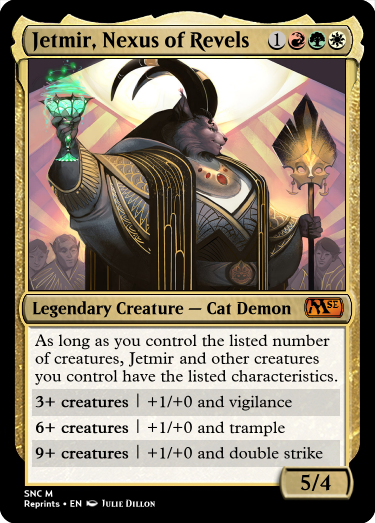 Jetmir, Nexus of Revels 1
Legendary Creature — Cat Demon MSE
As long as you control the listed number
of creatures, Jetmir and other creatures
you control have the listed characteristics.
3+ creatures | +1/+0 and vigilance
6+ creatures | +1/+0 and trample
9+ creatures | +1/+0 and double strike
5/4
SNC M
Reprints • EN Julie Dillon